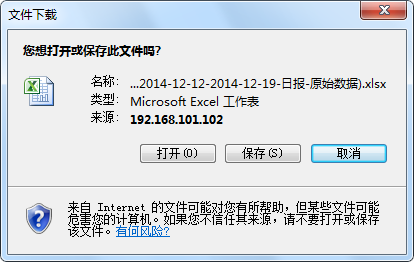 文件下载
您想打开或保存此文件吗?
名称: ...2014-12-12-2014-12-19-日报-原始数据).xlsx
类型: Microsoft Excel 工作表
来源: 192.168.101.102
打开(O) 保存(S) 取消
来自 Internet 的文件可能对您有所帮助，但某些文件可能
危害您的计算机。如果您不信任其来源，请不要打开或保存
该文件。有何风险?